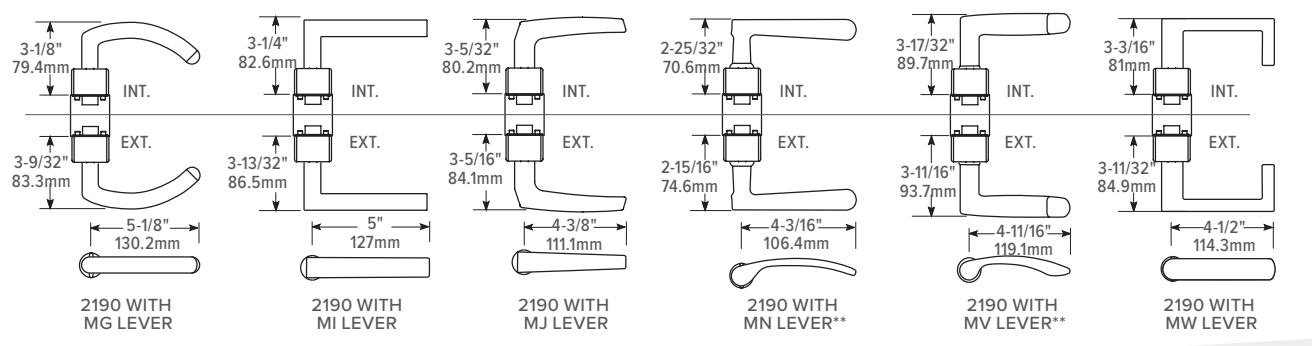 3-1/8"
79.4mm
INT.
EXT.
3-9/32"
83.3mm
5-1/8"
130.2mm
2190 WITH
MG LEVER
3-1/4"
82.6mm
INT.
EXT.
3-13/32"
86.5mm
5"
127mm
2190 WITH
MI LEVER
3-5/32"
80.2mm
INT.
EXT.
3-5/16"
84.1mm
4-3/8"
111.1mm
2190 WITH
MJ LEVER
2-25/32"
70.6mm
INT.
EXT.
2-15/16"
74.6mm
4-3/16"
106.4mm
2190 WITH
MN LEVER**
3-17/32"
89.7mm
INT.
EXT.
3-11/16"
93.7mm
4-11/16"
119.1mm
2190 WITH
MV LEVER**
3-3/16"
81mm
INT.
EXT.
3-11/32"
84.9mm
4-1/2"
114.3mm
2190 WITH
MW LEVER